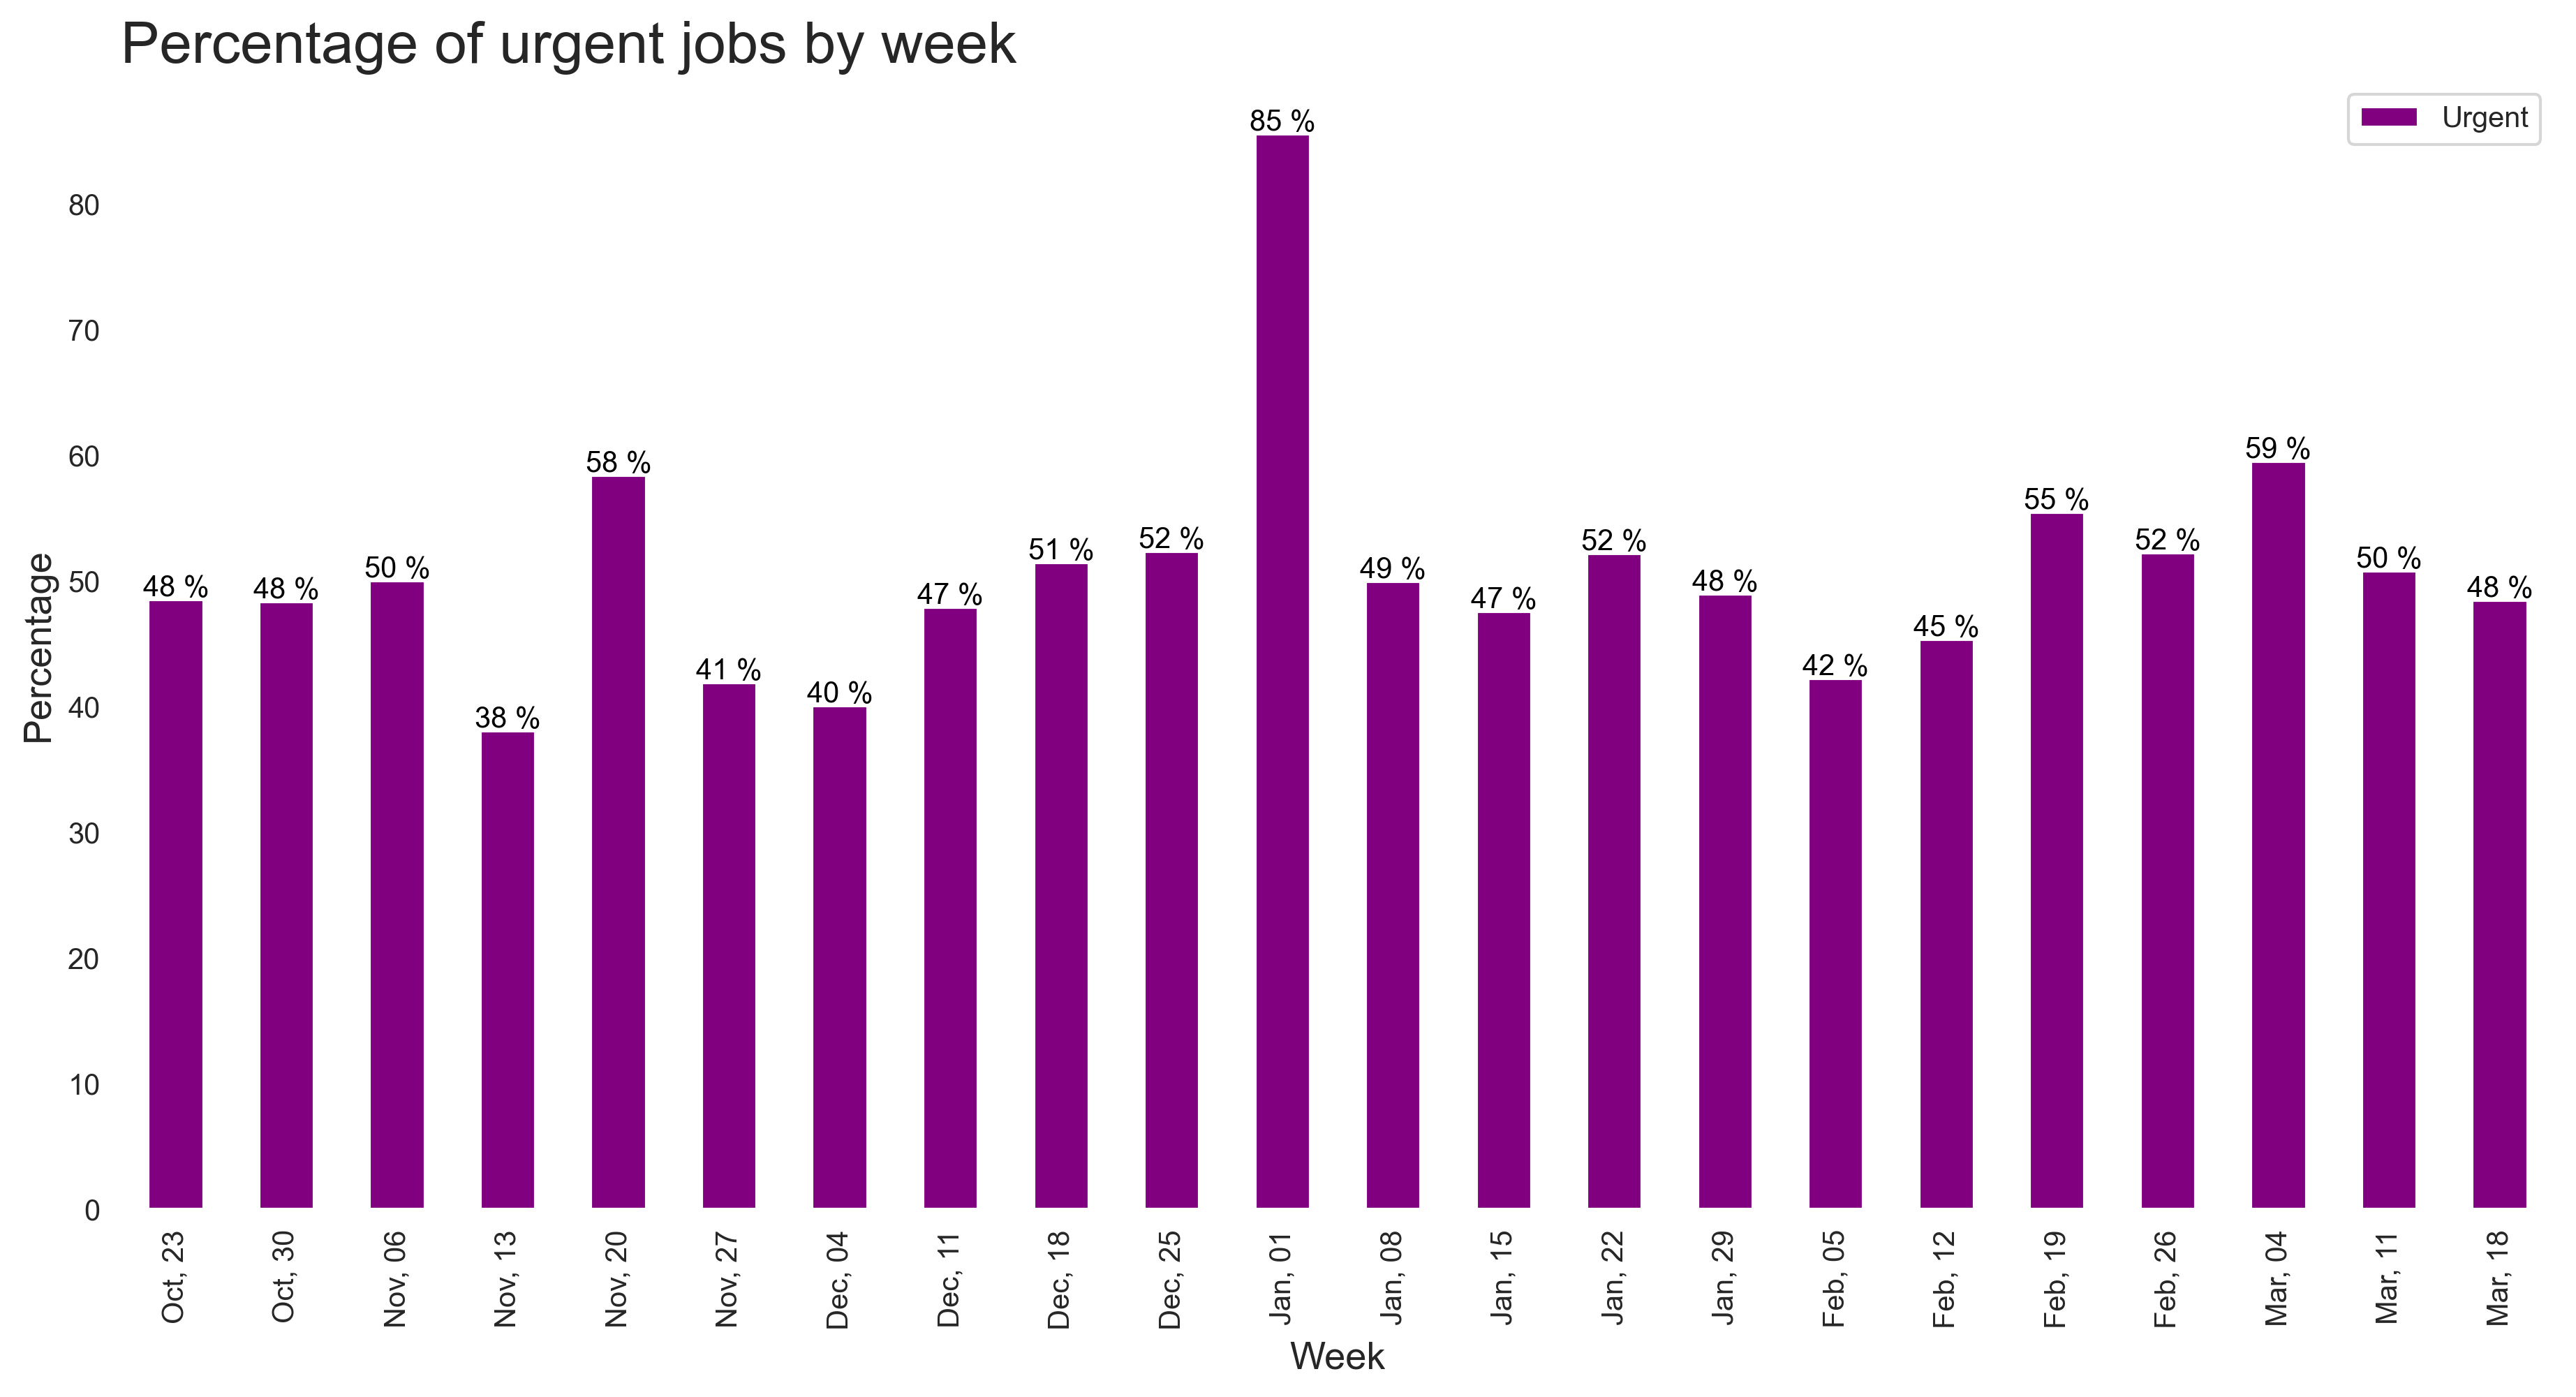 Percentage of urgent jobs by week
Urgent
Percentage
80
70
60
50
40
30
20
10
0
48 %
48 %
50 %
38 %
58 %
41 %
40 %
47 %
51 %
52 %
85 %
49 %
47 %
52 %
48 %
42 %
45 %
55 %
52 %
59 %
50 %
48 %
Oct, 23
Oct, 30
Nov, 06
Nov, 13
Nov, 20
Nov, 27
Dec, 04
Dec, 11
Dec, 18
Dec, 25
Jan, 01
Jan, 08
Jan, 15
Jan, 22
Jan, 29
Feb, 05
Feb, 12
Feb, 19
Feb, 26
Mar, 04
Mar, 11
Mar, 18
Week